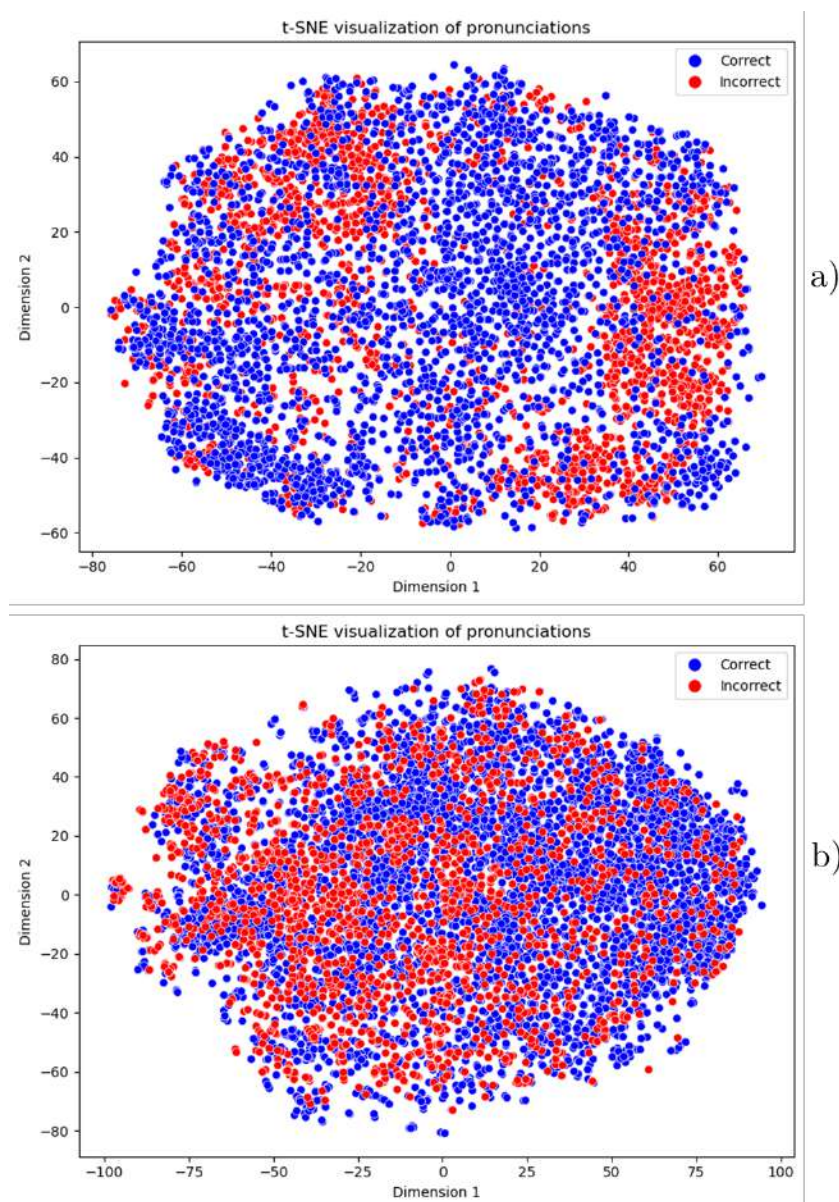 t-SNE visualization of pronunciations
Correct
Incorrect
60
40
20
0
−20
−40
−60
Dimension 2
−80 −60 −40 −20 0 20 40 60
Dimension 1
a)
t-SNE visualization of pronunciations
Correct
Incorrect
80
60
40
20
0
−20
−40
−60
−80
Dimension 2
−100 −75 −50 −25 0 25 50 75 100
Dimension 1
b)